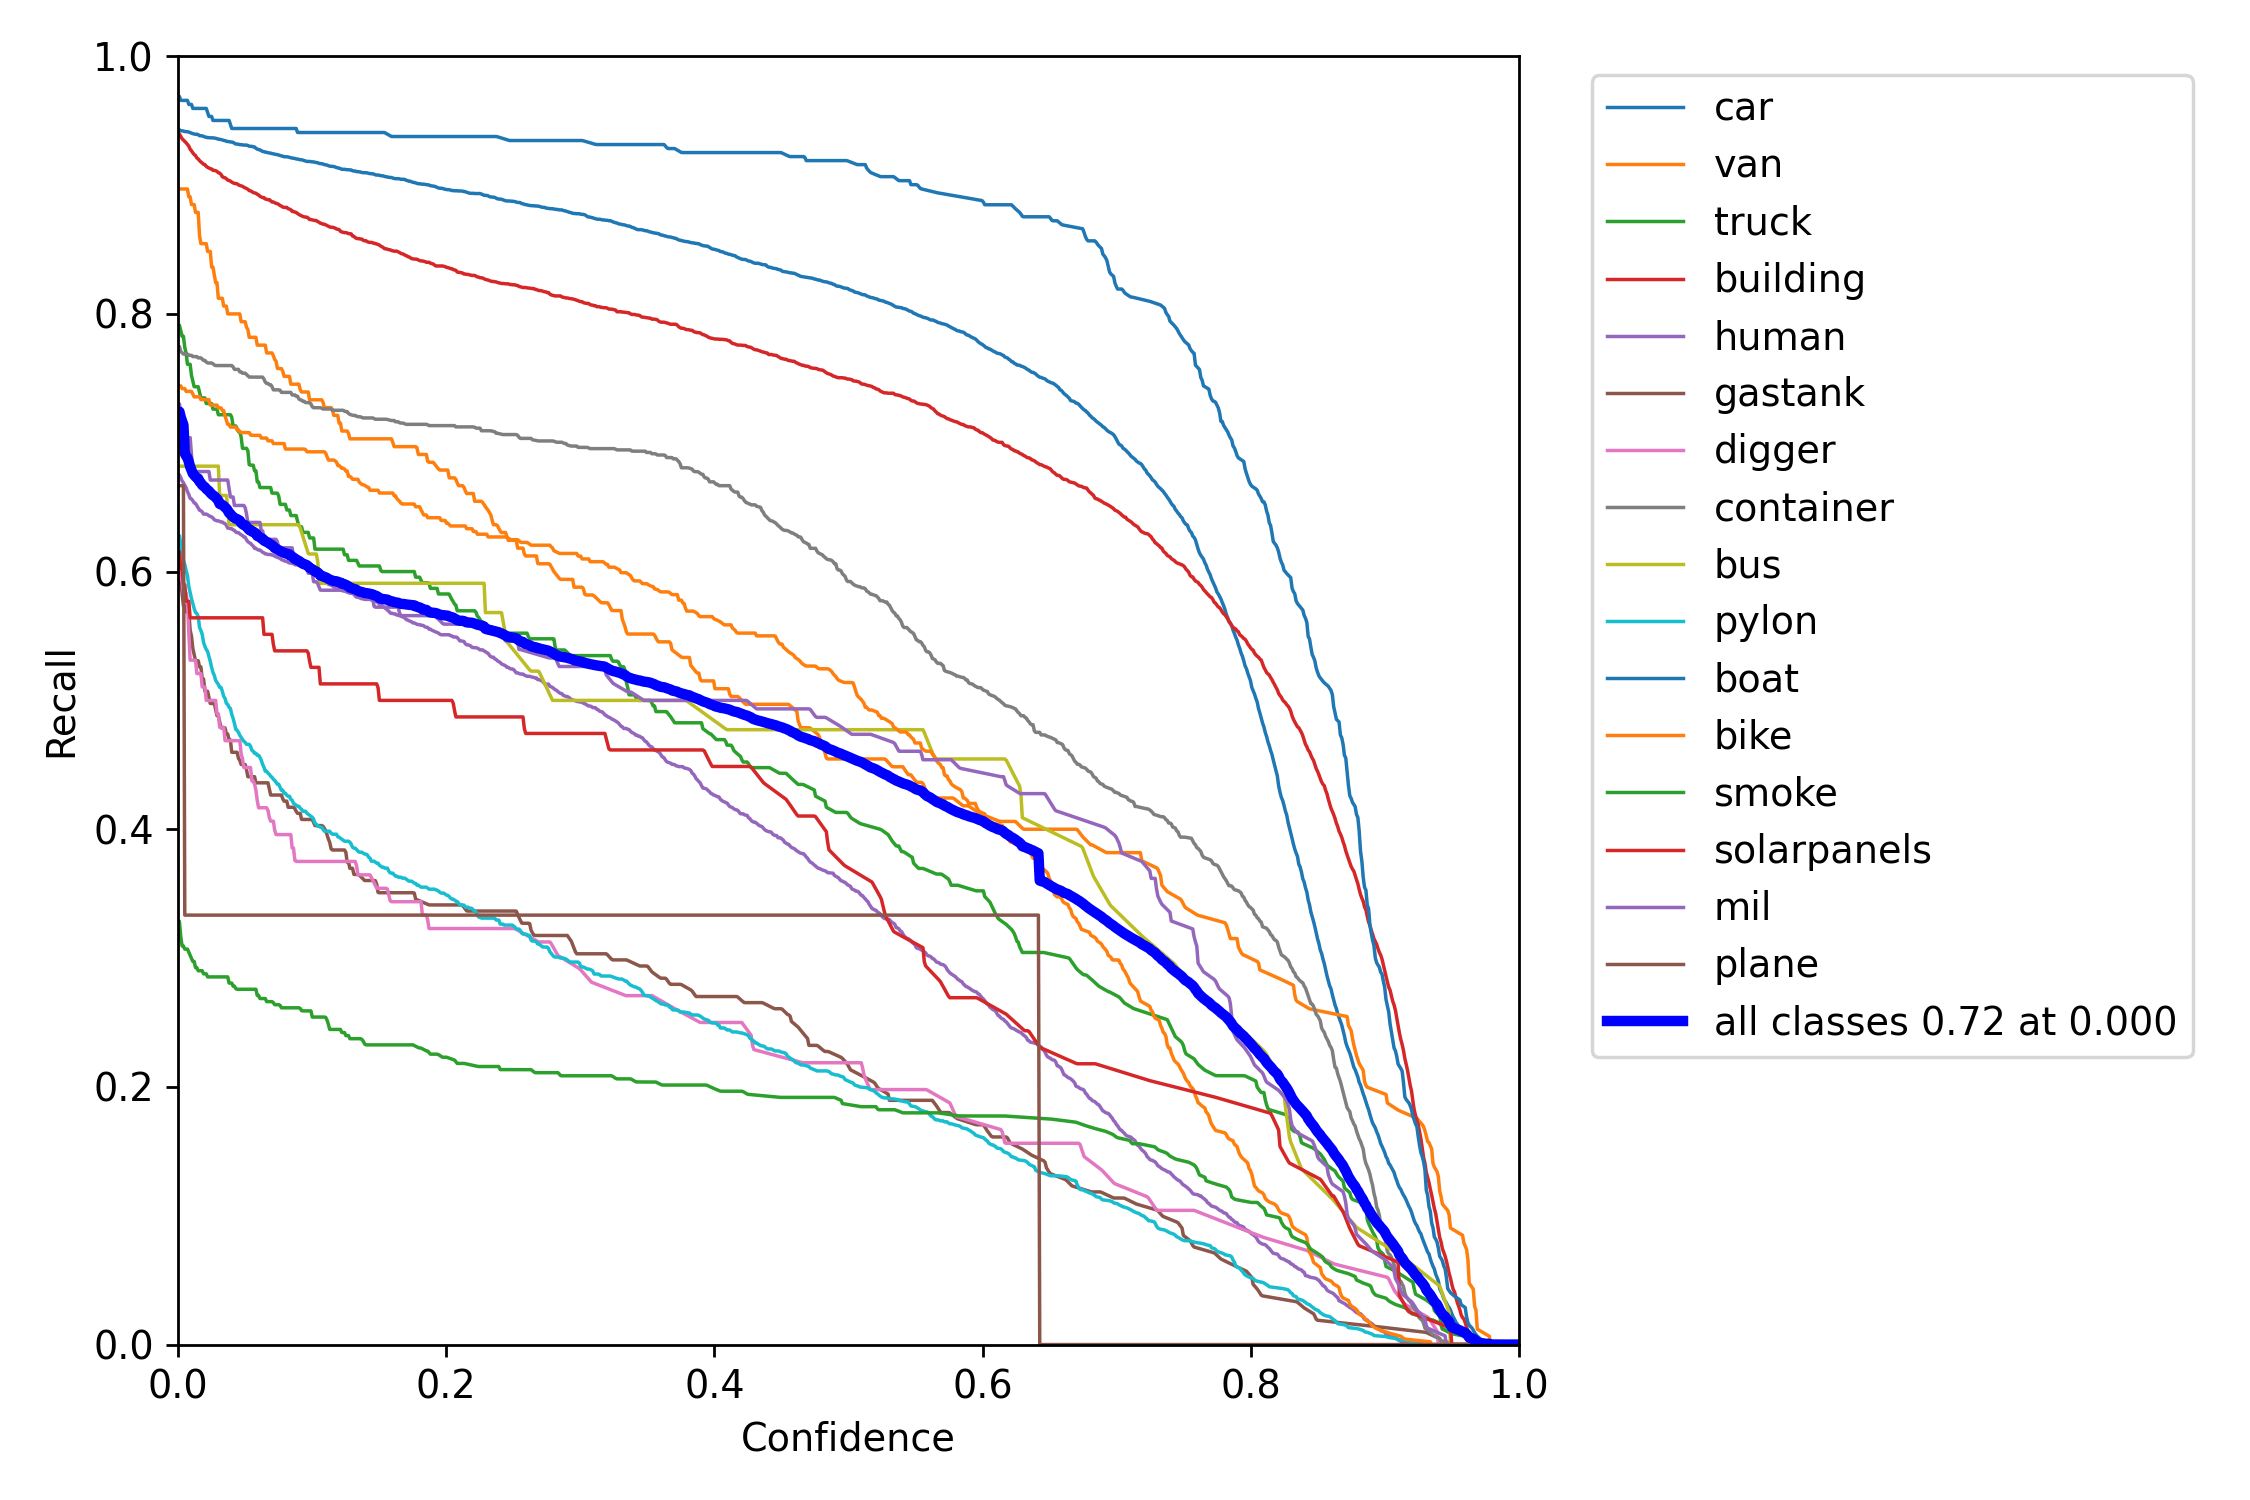 1.0
0.8
0.6
0.4
0.2
0.0
Recall
0.0 0.2 0.4 0.6 0.8 1.0
Confidence
car
van
truck
building
human
gastank
digger
container
bus
pylon
boat
bike
smoke
solarpanels
mil
plane
all classes 0.72 at 0.000